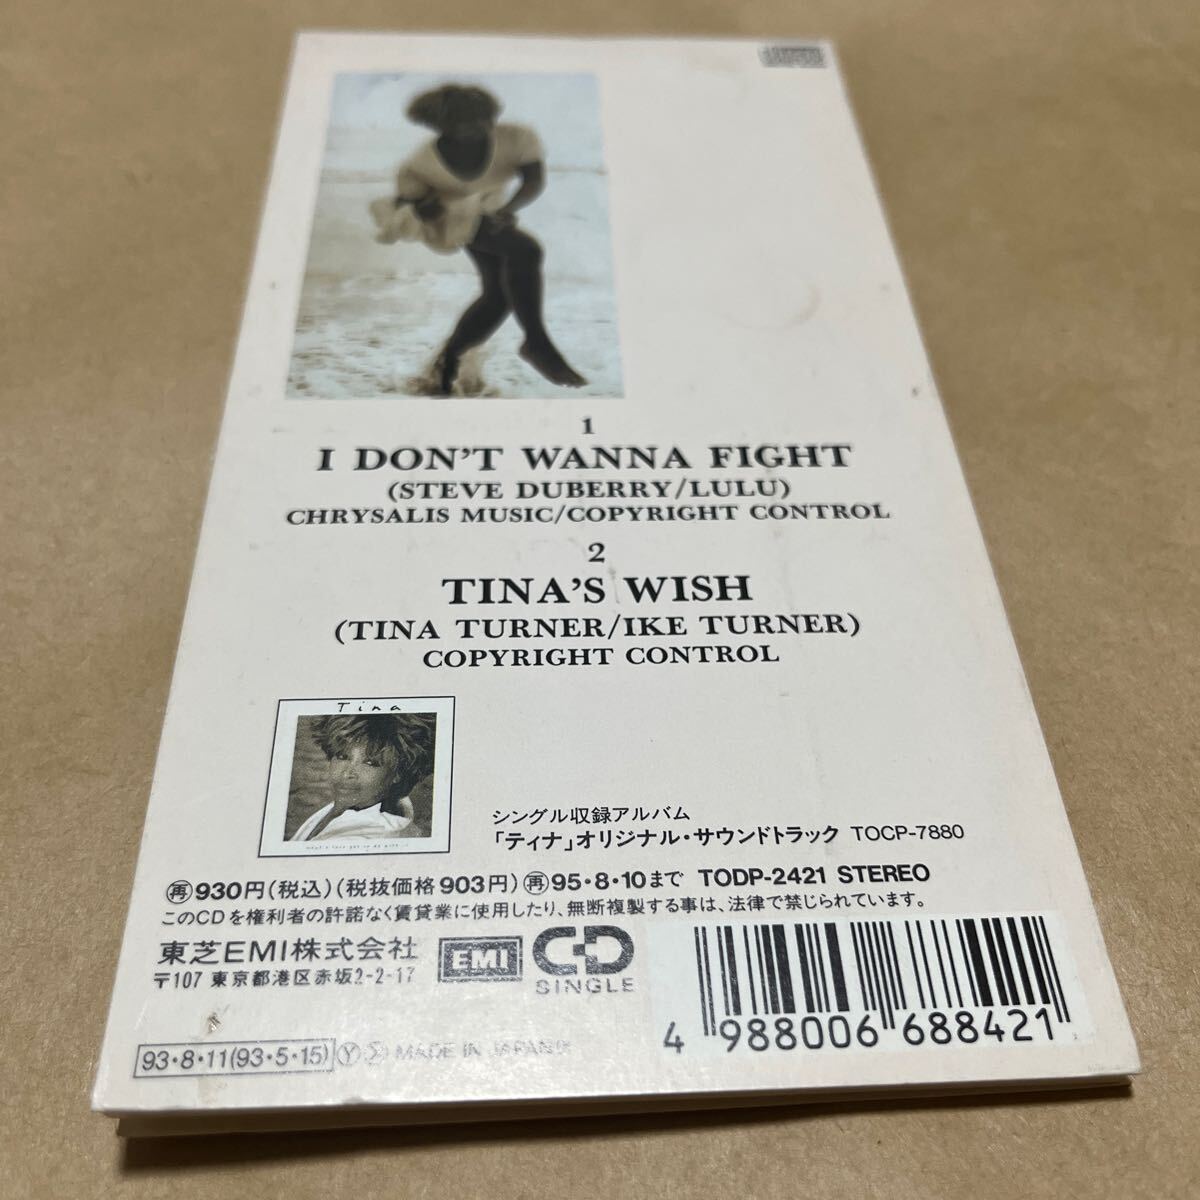 1
I DON'T WANNA FIGHT
(STEVE DUBERRY/LULU)
CHRYSALIS MUSIC/COPYRIGHT CONTROL
2
TINA'S WISH
(TINA TURNER/IKE TURNER)
COPYRIGHT CONTROL
Tina
シングル収録アルバム
「ティナ」オリジナル・サウンドトラック TOCP-7880
㊢930円(税込)(税抜価格903円)㊢95・8・10まで TODP-2421 STEREO
このCDを権利者の許諾なく賃貸業に使用したり、無断複製する事は、法律で禁じられています。
東芝EMI株式会社
〒107 東京都港区赤坂2-2-17
EMI
CD
SINGLE
4 988006 688421
93・8・11(93・5・15) Ⓨ Ⓢ MADE IN JAPAN